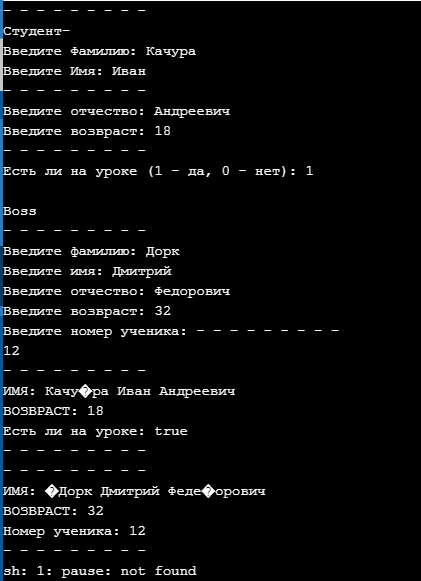 - - - - - - - - -
Студент-
Введите Фамилию: Качура
Введите Имя: Иван
- - - - - - - - -
Введите отчество: Андреевич
Введите возвраст: 18
- - - - - - - - -
Есть ли на уроке (1 - да, 0 - нет): 1
Boss
- - - - - - - - -
Введите фамилию: Дорк
Введите имя: Дмитрий
Введите отчество: Федорович
Введите возвраст: 32
Введите номер ученика: - - - - - - - - -
12
- - - - - - - - -
ИМЯ: Качу�ра Иван Андреевич
ВОЗВРАСТ: 18
Есть ли на уроке: true
- - - - - - - - -
- - - - - - - - -
ИМЯ: �Дорк Дмитрий Феде�орович
ВОЗВРАСТ: 32
Номер ученика: 12
- - - - - - - - -
sh: 1: pause: not found